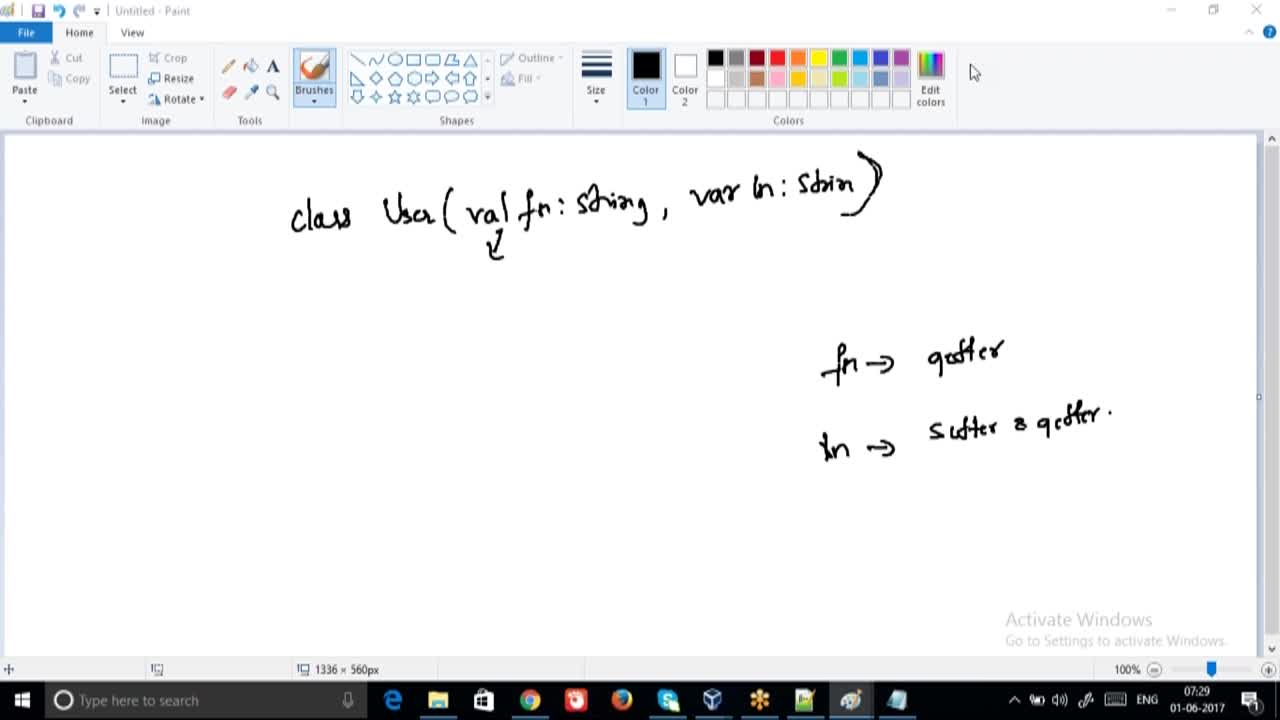 Untitled - Paint
File Home View
Cut
Copy
Paste
Clipboard
Crop
Resize
Rotate
Select
Image
Tools
Brushes
Outline
Fill
Shapes
Size
Color 1
Color 2
Edit colors
Colors
class User ( val fn : string , var ln : Strin )
fn → getter
ln → setter & getter.
Activate Windows
Go to Settings to activate Windows.
1336 × 560px
100%
Type here to search
ENG
07:29
01-06-2017